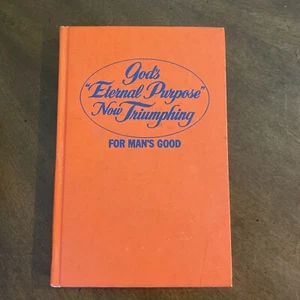 God's
"Eternal Purpose"
Now Triumphing
FOR MAN'S GOOD